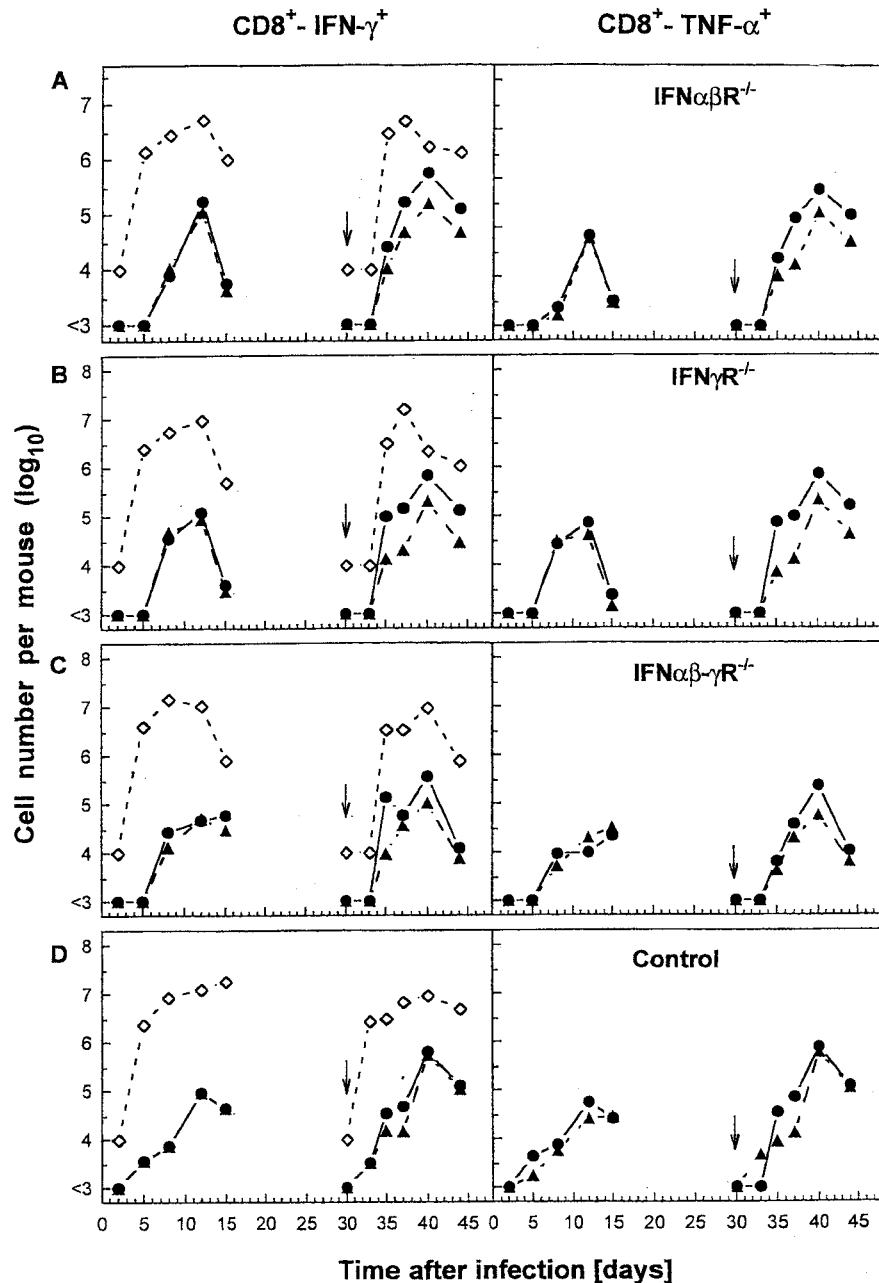 CD8⁺- IFN-γ⁺ CD8⁺- TNF-α⁺
A
IFNαβR⁻/⁻
7
6
5
4
<3
B
IFNγR⁻/⁻
8
7
6
5
4
<3
C
IFNαβ-γR⁻/⁻
8
7
6
5
4
<3
D
Control
8
7
6
5
4
<3
0 5 10 15 20 25 30 35 40 45 0 5 10 15 20 25 30 35 40 45
Cell number per mouse (log₁₀)
Time after infection [days]